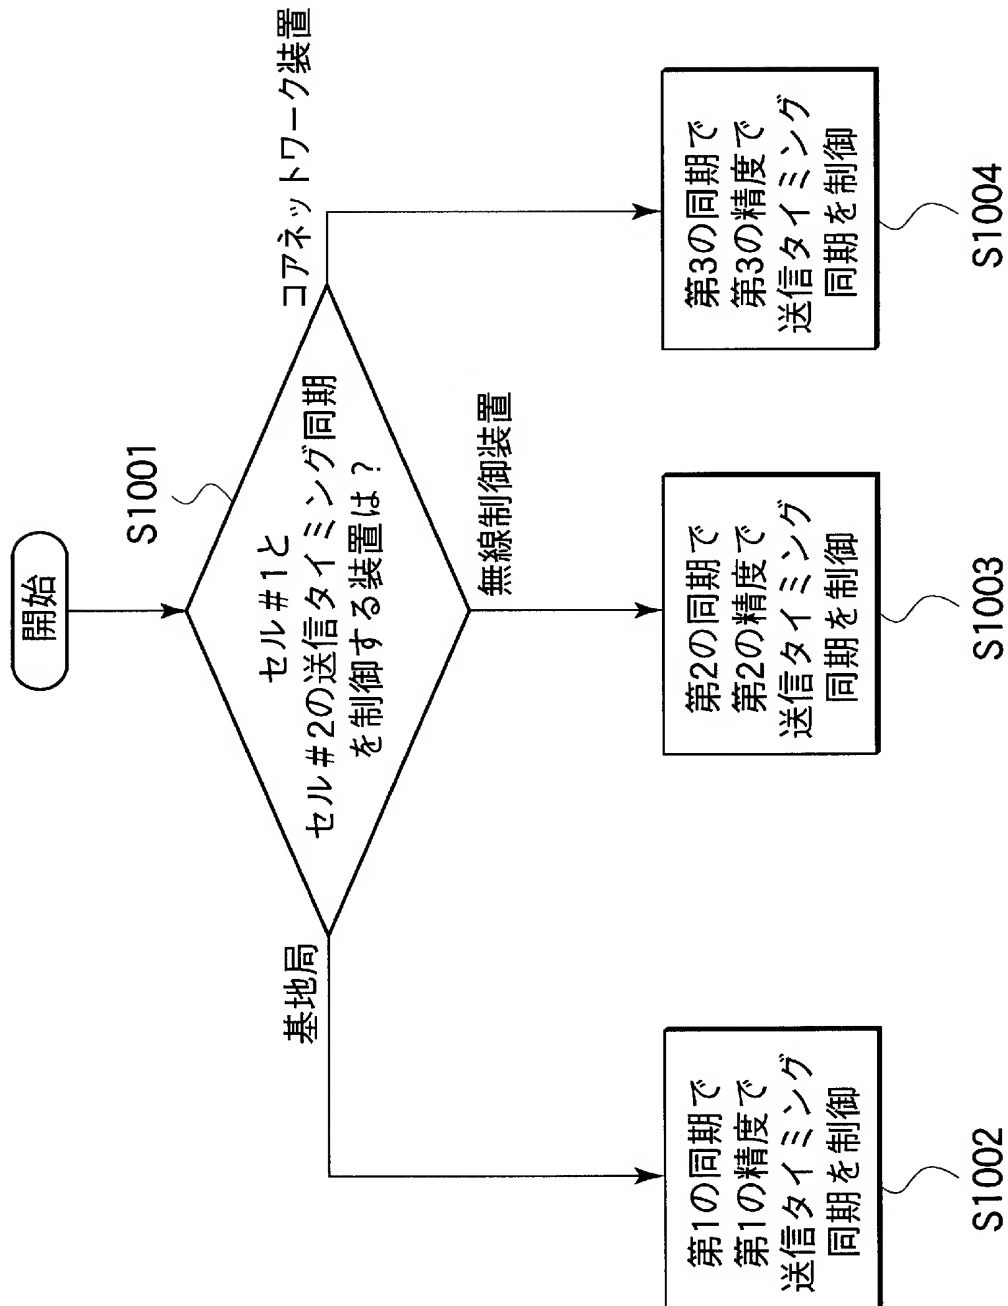 開始
S1001
セル＃1と
セル＃2の送信タイミング同期
を制御する装置は？
基地局
無線制御装置
コアネットワーク装置
第1の同期で
第1の精度で
送信タイミング
同期を制御
S1002
第2の同期で
第2の精度で
送信タイミング
同期を制御
S1003
第3の同期で
第3の精度で
送信タイミング
同期を制御
S1004